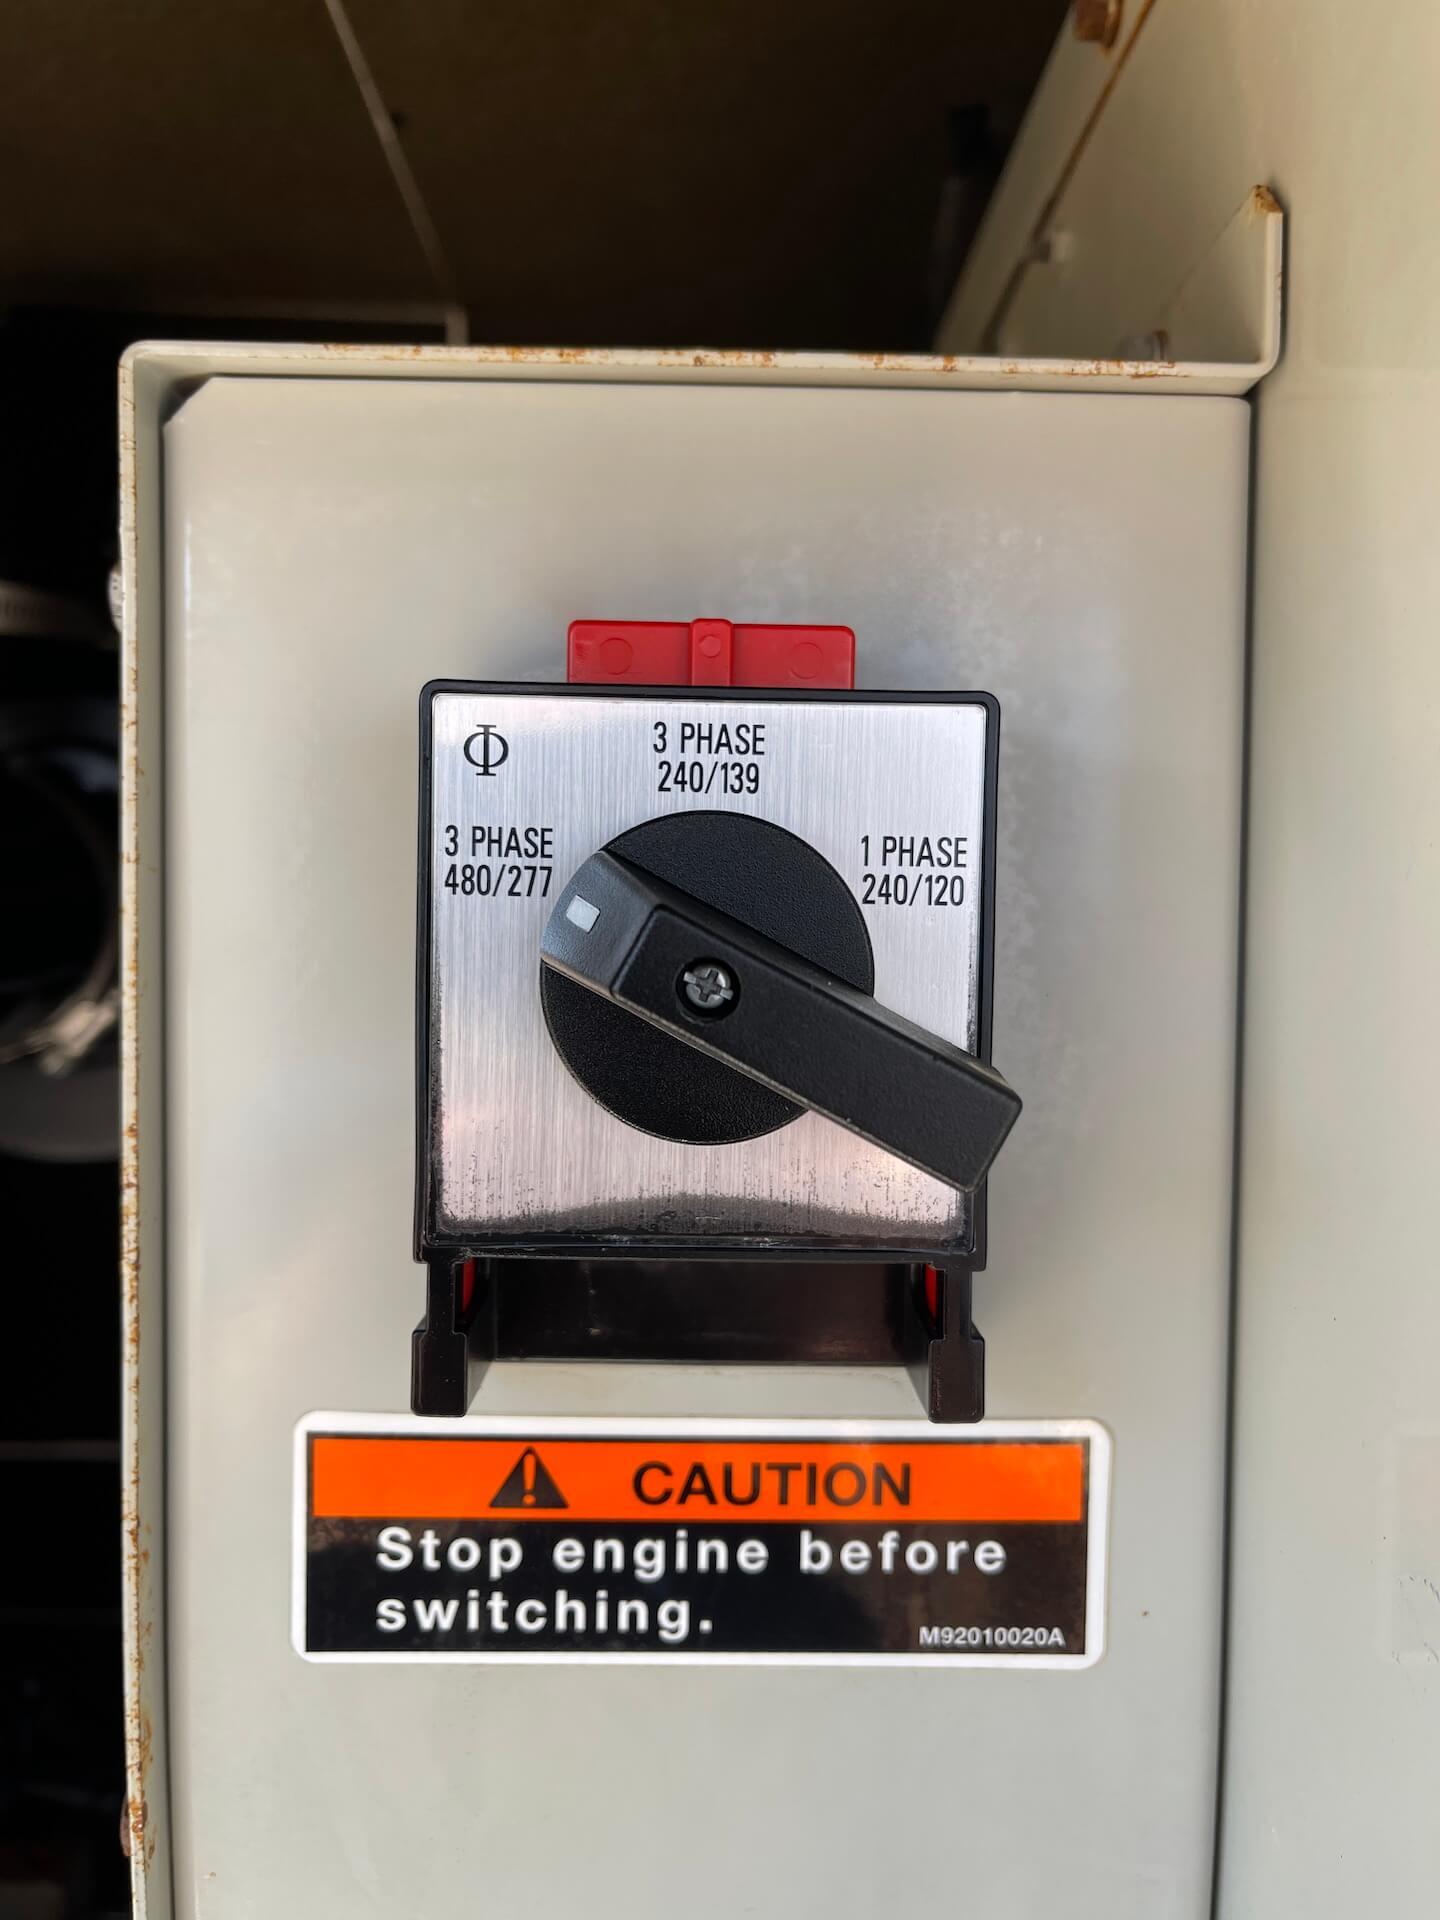 Φ
3 PHASE
240/139
3 PHASE
480/277
1 PHASE
240/120
CAUTION
Stop engine before
switching.
M92010020A